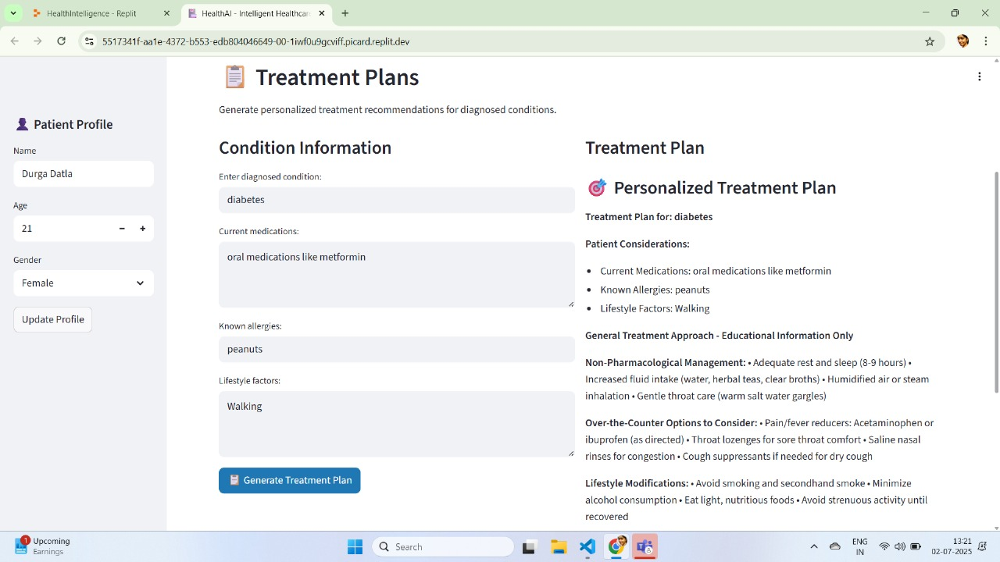 HealthIntelligence - Replit
HealthAI - Intelligent Healthcar
5517341f-aa1e-4372-b553-edb804046649-00-1iwf0u9gcviff.picard.replit.dev
Patient Profile
Name
Durga Datla
Age
21
Gender
Female
Update Profile
Treatment Plans
Generate personalized treatment recommendations for diagnosed conditions.
Condition Information
Enter diagnosed condition:
diabetes
Current medications:
oral medications like metformin
Known allergies:
peanuts
Lifestyle factors:
Walking
Generate Treatment Plan
Treatment Plan
Personalized Treatment Plan
Treatment Plan for: diabetes
Patient Considerations:
• Current Medications: oral medications like metformin
• Known Allergies: peanuts
• Lifestyle Factors: Walking
General Treatment Approach - Educational Information Only
Non-Pharmacological Management: • Adequate rest and sleep (8-9 hours) •
Increased fluid intake (water, herbal teas, clear broths) • Humidified air or steam
inhalation • Gentle throat care (warm salt water gargles)
Over-the-Counter Options to Consider: • Pain/fever reducers: Acetaminophen or
ibuprofen (as directed) • Throat lozenges for sore throat comfort • Saline nasal
rinses for congestion • Cough suppressants if needed for dry cough
Lifestyle Modifications: • Avoid smoking and secondhand smoke • Minimize
alcohol consumption • Eat light, nutritious foods • Avoid strenuous activity until
recovered
1
Upcoming
Earnings
Search
ENG
IN
13:21
02-07-2025